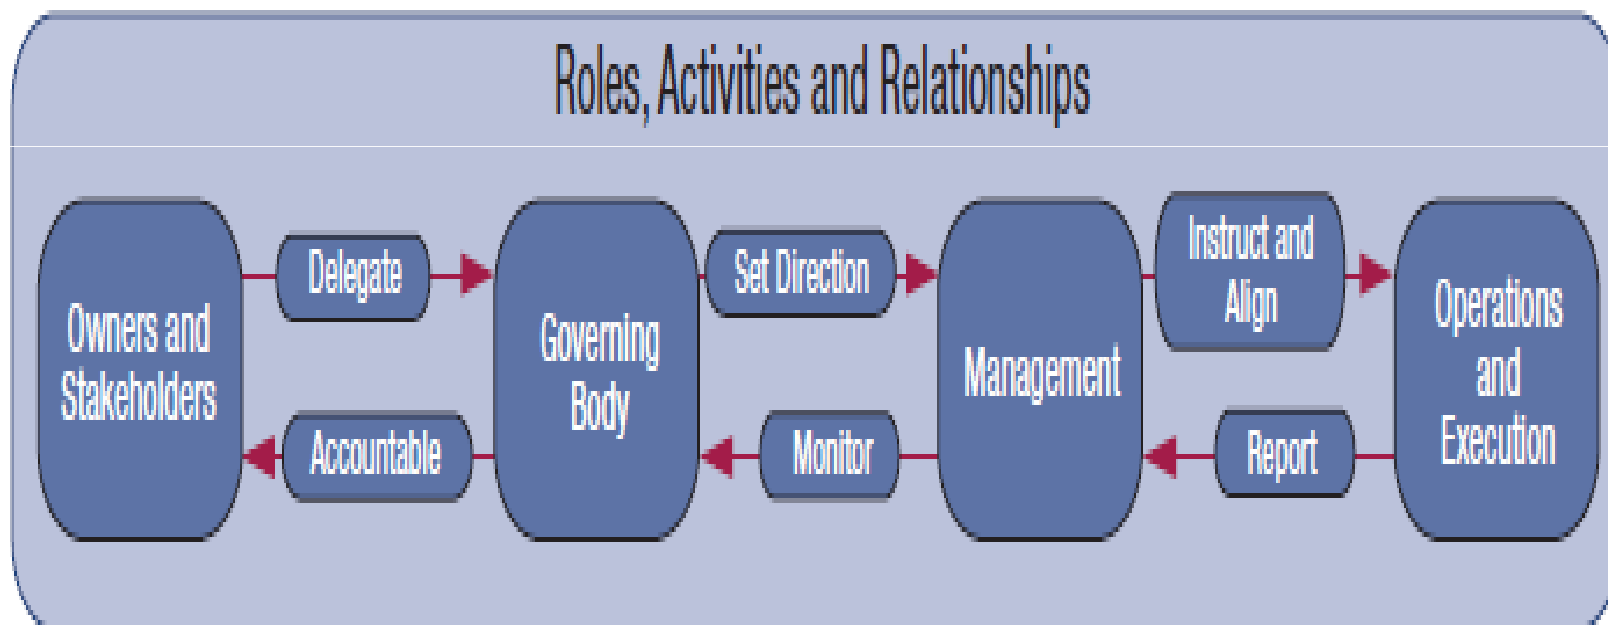 Roles, Activities and Relationships
Owners and
Stakeholders
Delegate
Accountable
Governing
Body
Set Direction
Monitor
Management
Instruct and
Align
Report
Operations
and
Execution